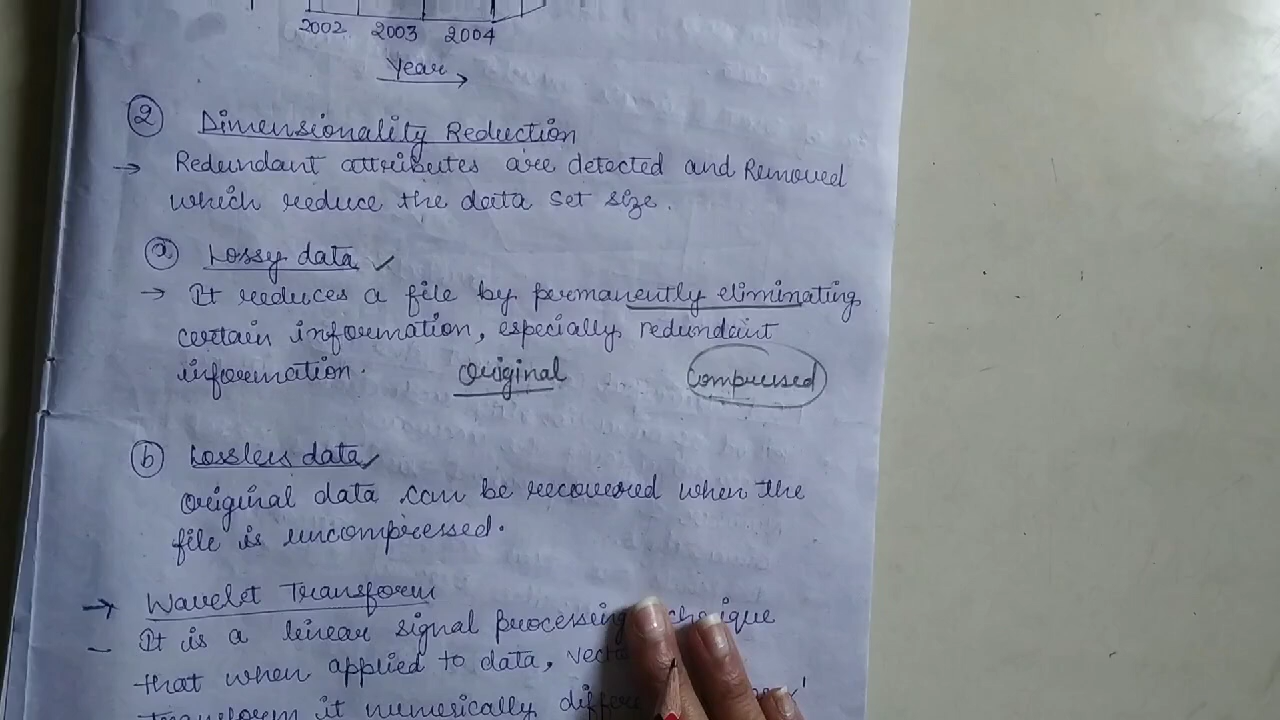 2002 2003 2004
Year
② Dimensionality Reduction
→ Redundant attributes are detected and Removed
which reduce the data set size.
ⓐ Lossy data ✓
→ It reduces a file by permanently eliminating
certain information, especially redundant
information. Original Compressed
ⓑ Lossless data ✓
Original data can be recovered when the
file is uncompressed.
→ Wavelet Transform
- It is a linear signal processing
that when applied to data,
transform it numerically